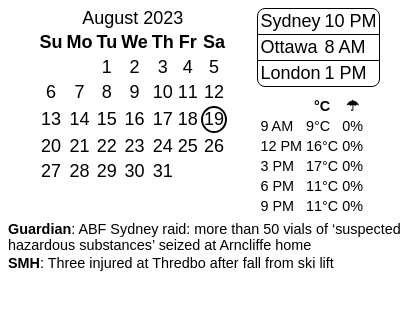 August 2023
Su Mo Tu We Th Fr Sa
1 2 3 4 5
6 7 8 9 10 11 12
13 14 15 16 17 18 19
20 21 22 23 24 25 26
27 28 29 30 31
Sydney 10 PM
Ottawa 8 AM
London 1 PM
°C ☂
9 AM 9°C 0%
12 PM 16°C 0%
3 PM 17°C 0%
6 PM 11°C 0%
9 PM 11°C 0%
Guardian: ABF Sydney raid: more than 50 vials of ‘suspected
hazardous substances’ seized at Arncliffe home
SMH: Three injured at Thredbo after fall from ski lift